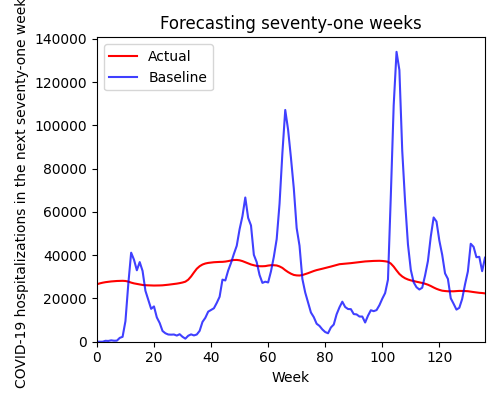 Forecasting seventy-one weeks
COVID-19 hospitalizations in the next seventy-one week
140000
120000
100000
80000
60000
40000
20000
0
Actual
Baseline
0 20 40 60 80 100 120
Week